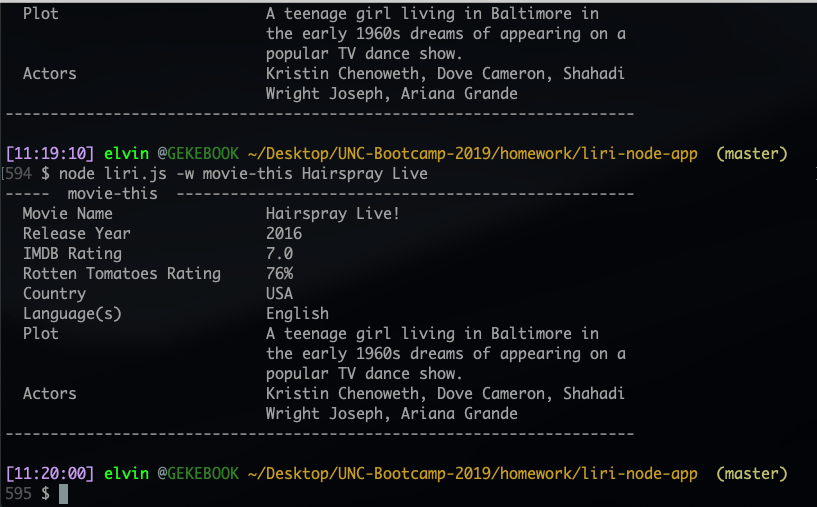 Plot A teenage girl living in Baltimore in
the early 1960s dreams of appearing on a
popular TV dance show.
Actors Kristin Chenoweth, Dove Cameron, Shahadi
Wright Joseph, Ariana Grande
----------------------------------------------------------------------
[11:19:10] elvin @GEKEBOOK ~/Desktop/UNC-Bootcamp-2019/homework/liri-node-app (master)
594 $ node liri.js -w movie-this Hairspray Live
----- movie-this ---------------------------------------------------
Movie Name Hairspray Live!
Release Year 2016
IMDB Rating 7.0
Rotten Tomatoes Rating 76%
Country USA
Language(s) English
Plot A teenage girl living in Baltimore in
the early 1960s dreams of appearing on a
popular TV dance show.
Actors Kristin Chenoweth, Dove Cameron, Shahadi
Wright Joseph, Ariana Grande
----------------------------------------------------------------------
[11:20:00] elvin @GEKEBOOK ~/Desktop/UNC-Bootcamp-2019/homework/liri-node-app (master)
595 $